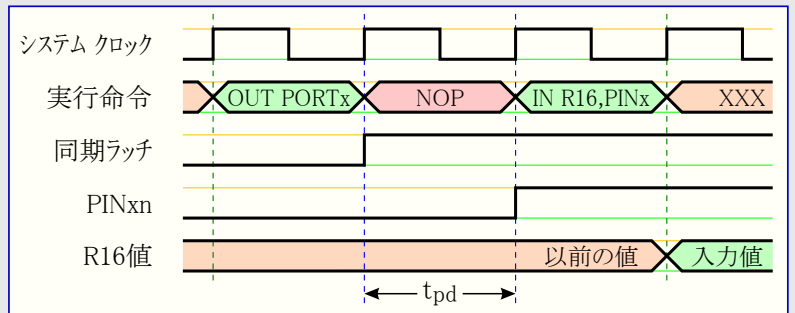 システム クロック
実行命令 OUT PORTx NOP IN R16,PINx XXX
同期ラッチ
PINxn
R16値 以前の値 入力値
tpd